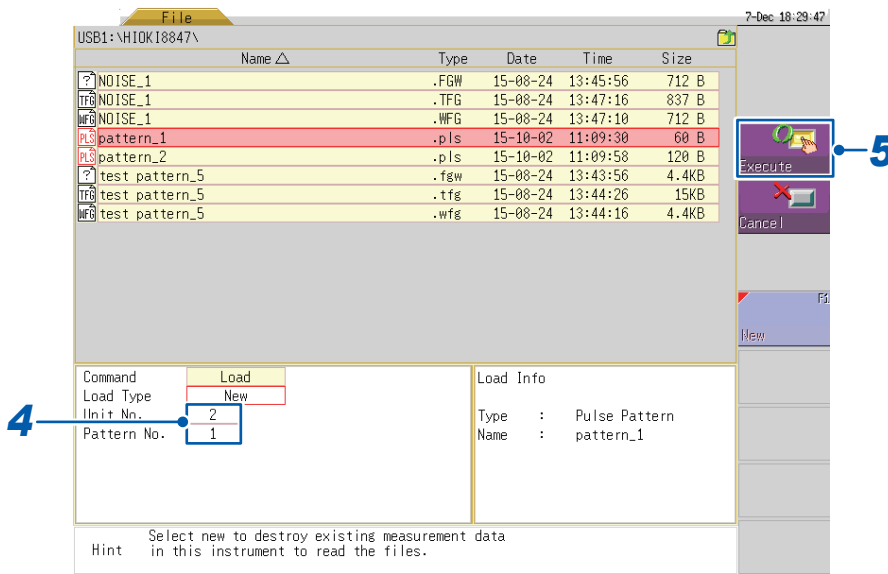 File
7-Dec 18:29:47
USB1:\HIOKI8847\
Name △ Type Date Time Size
? NOISE_1 .FGW 15-08-24 13:45:56 712 B
TFG NOISE_1 .TFG 15-08-24 13:47:16 837 B
WFG NOISE_1 .WFG 15-08-24 13:47:10 712 B
PLS pattern_1 .pls 15-10-02 11:09:30 60 B
PLS pattern_2 .pls 15-10-02 11:09:58 120 B
? test pattern_5 .fgw 15-08-24 13:43:56 4.4KB
TFG test pattern_5 .tfg 15-08-24 13:44:26 15KB
WFG test pattern_5 .wfg 15-08-24 13:44:16 4.4KB
Execute
5
Cancel
New
Command Load
Load Type New
Unit No. 2
4
Pattern No. 1
Load Info
Type : Pulse Pattern
Name : pattern_1
Hint Select new to destroy existing measurement data
in this instrument to read the files.